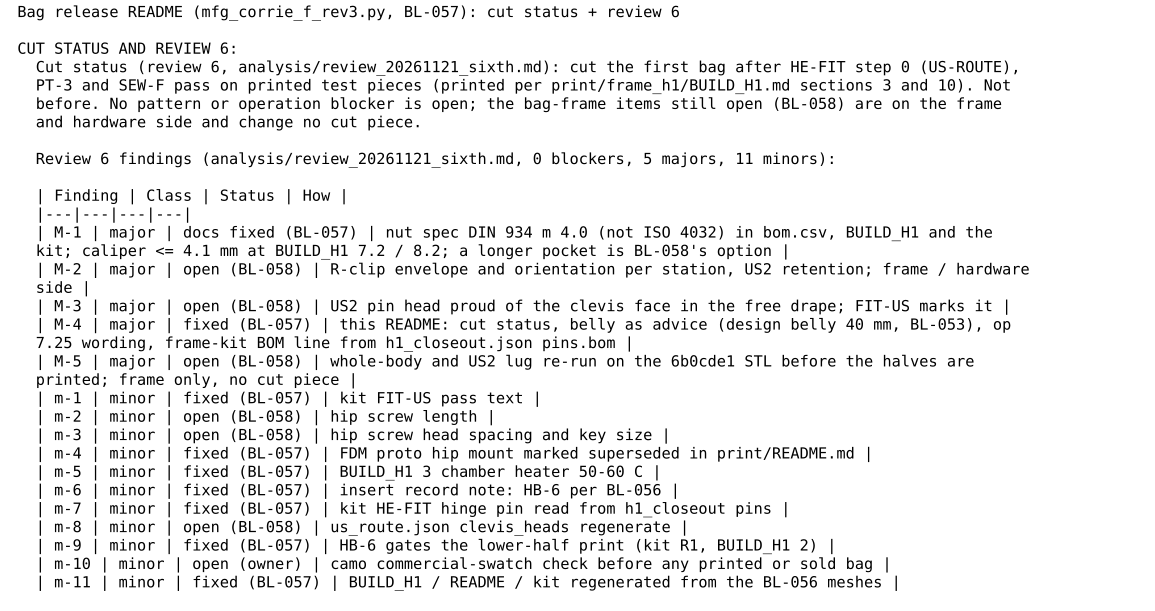 Bag release README (mfg_corrie_f_rev3.py, BL-057): cut status + review 6
CUT STATUS AND REVIEW 6:
Cut status (review 6, analysis/review_20261121_sixth.md): cut the first bag after HE-FIT step 0 (US-ROUTE),
PT-3 and SEW-F pass on printed test pieces (printed per print/frame_h1/BUILD_H1.md sections 3 and 10). Not
before. No pattern or operation blocker is open; the bag-frame items still open (BL-058) are on the frame
and hardware side and change no cut piece.
Review 6 findings (analysis/review_20261121_sixth.md, 0 blockers, 5 majors, 11 minors):
| Finding | Class | Status | How |
|---|---|---|---|
| M-1 | major | docs fixed (BL-057) | nut spec DIN 934 m 4.0 (not ISO 4032) in bom.csv, BUILD_H1 and the
kit; caliper <= 4.1 mm at BUILD_H1 7.2 / 8.2; a longer pocket is BL-058's option |
| M-2 | major | open (BL-058) | R-clip envelope and orientation per station, US2 retention; frame / hardware
side |
| M-3 | major | open (BL-058) | US2 pin head proud of the clevis face in the free drape; FIT-US marks it |
| M-4 | major | fixed (BL-057) | this README: cut status, belly as advice (design belly 40 mm, BL-053), op
7.25 wording, frame-kit BOM line from h1_closeout.json pins.bom |
| M-5 | major | open (BL-058) | whole-body and US2 lug re-run on the 6b0cde1 STL before the halves are
printed; frame only, no cut piece |
| m-1 | minor | fixed (BL-057) | kit FIT-US pass text |
| m-2 | minor | open (BL-058) | hip screw length |
| m-3 | minor | open (BL-058) | hip screw head spacing and key size |
| m-4 | minor | fixed (BL-057) | FDM proto hip mount marked superseded in print/README.md |
| m-5 | minor | fixed (BL-057) | BUILD_H1 3 chamber heater 50-60 C |
| m-6 | minor | fixed (BL-057) | insert record note: HB-6 per BL-056 |
| m-7 | minor | fixed (BL-057) | kit HE-FIT hinge pin read from h1_closeout pins |
| m-8 | minor | open (BL-058) | us_route.json clevis_heads regenerate |
| m-9 | minor | fixed (BL-057) | HB-6 gates the lower-half print (kit R1, BUILD_H1 2) |
| m-10 | minor | open (owner) | camo commercial-swatch check before any printed or sold bag |
| m-11 | minor | fixed (BL-057) | BUILD_H1 / README / kit regenerated from the BL-056 meshes |